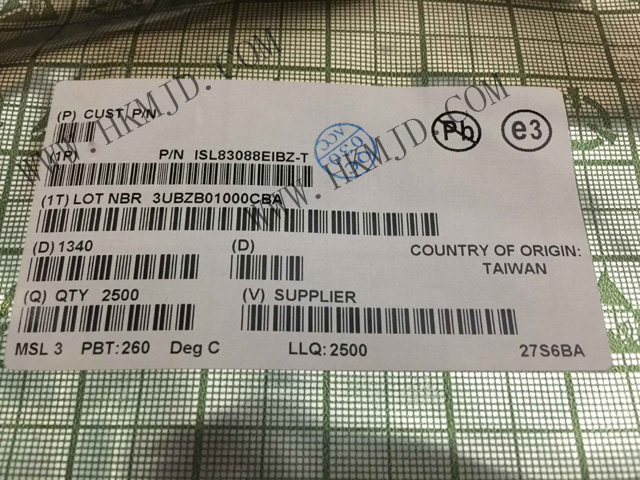 WWW.HKMJD.COM
WWW.HKMJD.COM
(P) CUST P/N
(1P) P/N ISL83088EIBZ-T
Pb
e3
(1T) LOT NBR 3UBZB01000CBA
(D) 1340 (D)
COUNTRY OF ORIGIN:
TAIWAN
(Q) QTY 2500 (V) SUPPLIER
MSL 3 PBT:260 Deg C LLQ:2500 27S6BA